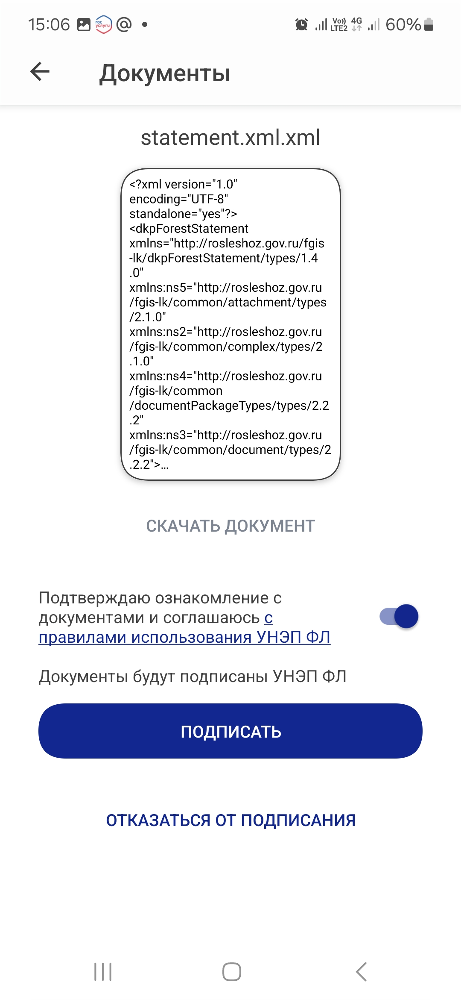 15:06
гос
услуги
Vo))
LTE2
4G
60%
Документы
statement.xml.xml
<?xml version="1.0"
encoding="UTF-8"
standalone="yes"?>
<dkpForestStatement
xmlns="http://rosleshoz.gov.ru/fgis
-lk/dkpForestStatement/types/1.4
.0"
xmlns:ns5="http://rosleshoz.gov.ru
/fgis-lk/common/attachment/types
/2.1.0"
xmlns:ns2="http://rosleshoz.gov.ru
/fgis-lk/common/complex/types/2
.1.0"
xmlns:ns4="http://rosleshoz.gov.ru
/fgis-lk/common
/documentPackageTypes/types/2.2
.2"
xmlns:ns3="http://rosleshoz.gov.ru
/fgis-lk/common/document/types/2
.2.2">...
СКАЧАТЬ ДОКУМЕНТ
Подтверждаю ознакомление с
документами и соглашаюсь с
правилами использования УНЭП ФЛ
Документы будут подписаны УНЭП ФЛ
ПОДПИСАТЬ
ОТКАЗАТЬСЯ ОТ ПОДПИСАНИЯ